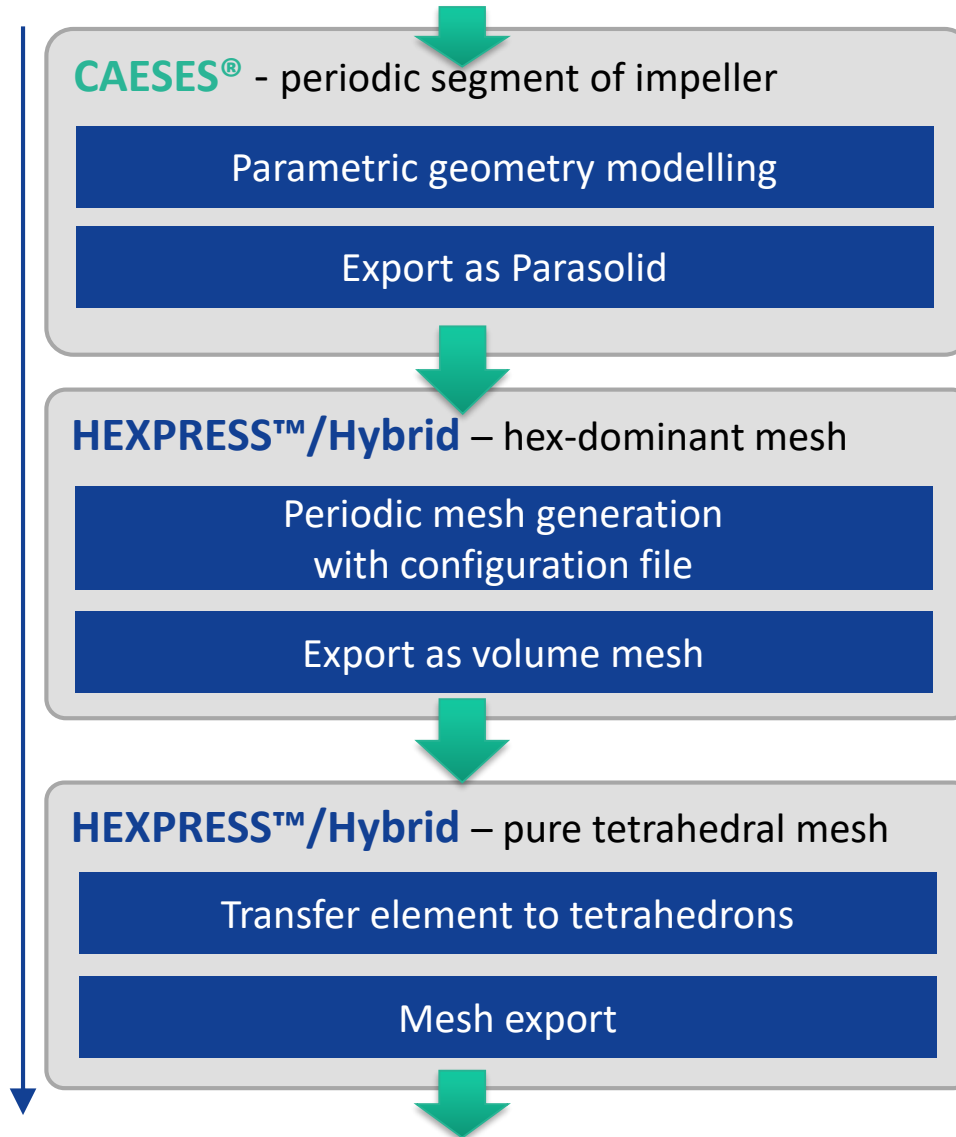 CAESES® - periodic segment of impeller
Parametric geometry modelling
Export as Parasolid
HEXPRESS™/Hybrid – hex-dominant mesh
Periodic mesh generation
with configuration file
Export as volume mesh
HEXPRESS™/Hybrid – pure tetrahedral mesh
Transfer element to tetrahedrons
Mesh export